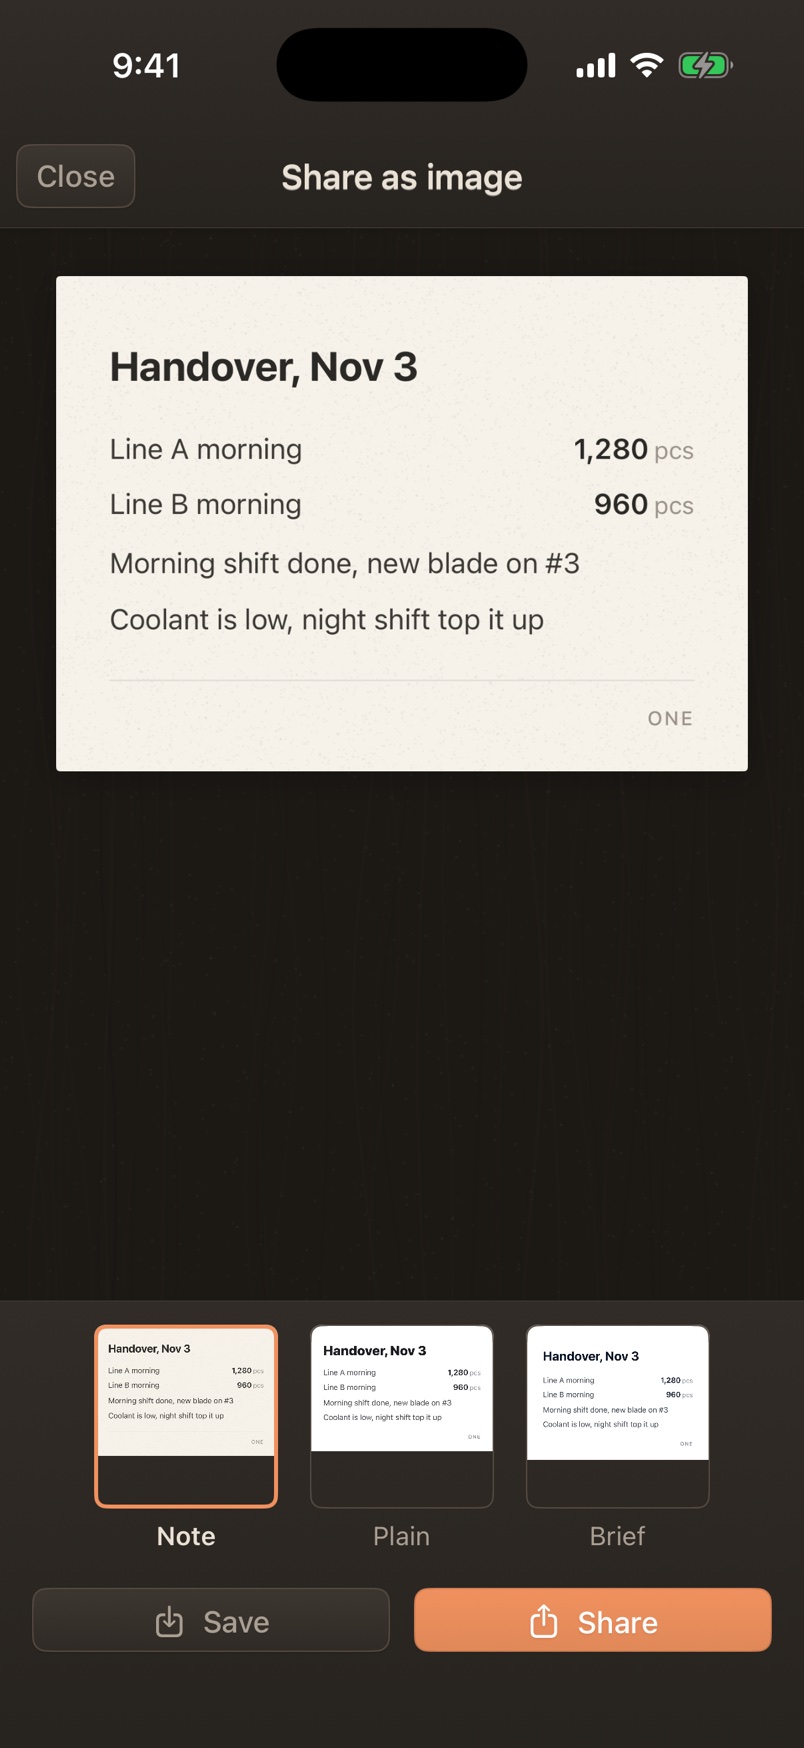 9:41
Close
Share as image
Handover, Nov 3
Line A morning 1,280 pcs
Line B morning 960 pcs
Morning shift done, new blade on #3
Coolant is low, night shift top it up
ONE
Handover, Nov 3
Line A morning 1,280 pcs
Line B morning 960 pcs
Morning shift done, new blade on #3
Coolant is low, night shift top it up
ONE
Note
Handover, Nov 3
Line A morning 1,280 pcs
Line B morning 960 pcs
Morning shift done, new blade on #3
Coolant is low, night shift top it up
ONE
Plain
Handover, Nov 3
Line A morning 1,280 pcs
Line B morning 960 pcs
Morning shift done, new blade on #3
Coolant is low, night shift top it up
ONE
Brief
Save
Share